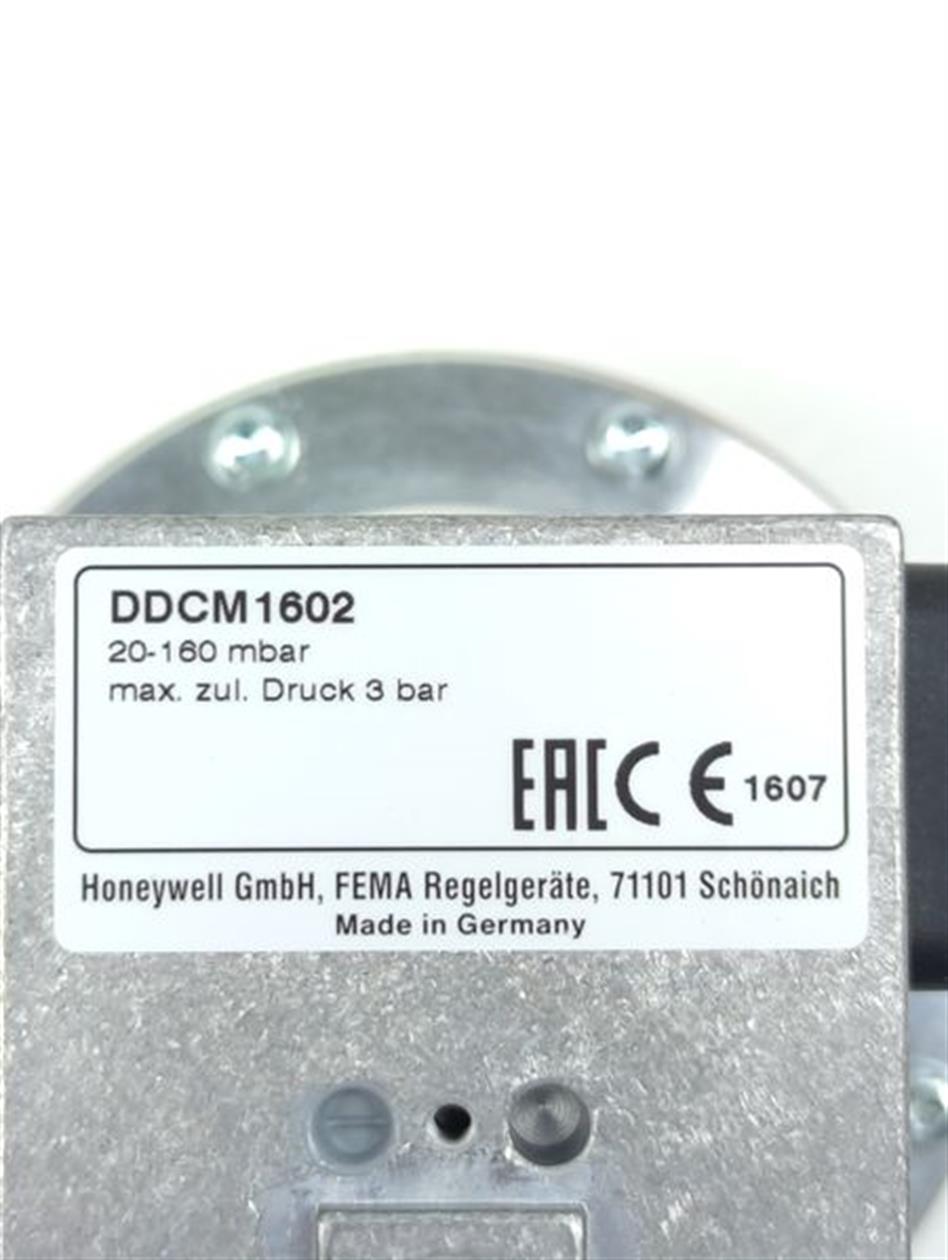 DDCM1602
20-160 mbar
max. zul. Druck 3 bar
EAC CE 1607
Honeywell GmbH, FEMA Regelgeräte, 71101 Schönaich
Made in Germany